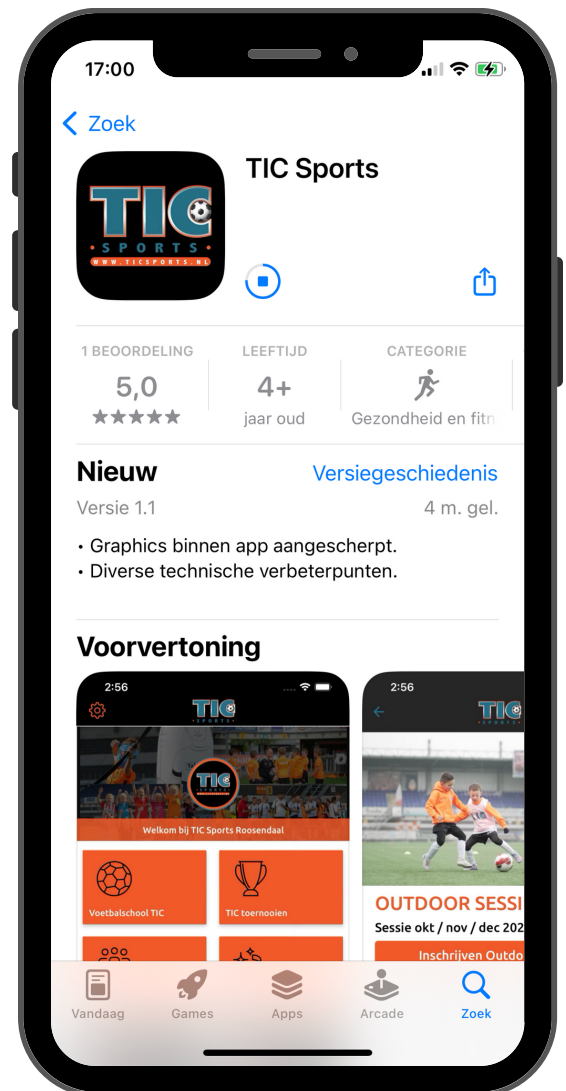 17:00
Zoek
TIC Sports
TIC
SPORTS
WWW.TICSPORTS.NL
1 BEOORDELING
LEEFTIJD
CATEGORIE
5,0
4+
jaar oud
Gezondheid en fitn
Nieuw
Versiegeschiedenis
Versie 1.1
4 m. gel.
• Graphics binnen app aangescherpt.
• Diverse technische verbeterpunten.
Voorvertoning
2:56
TIC
SPORTS
TIC
Welkom bij TIC Sports Roosendaal
Voetbalschool TIC
TIC toernooien
2:56
TIC
SPORTS
OUTDOOR SESSI
Sessie okt / nov / dec 202
Inschrijven Outdo
Vandaag
Games
Apps
Arcade
Zoek